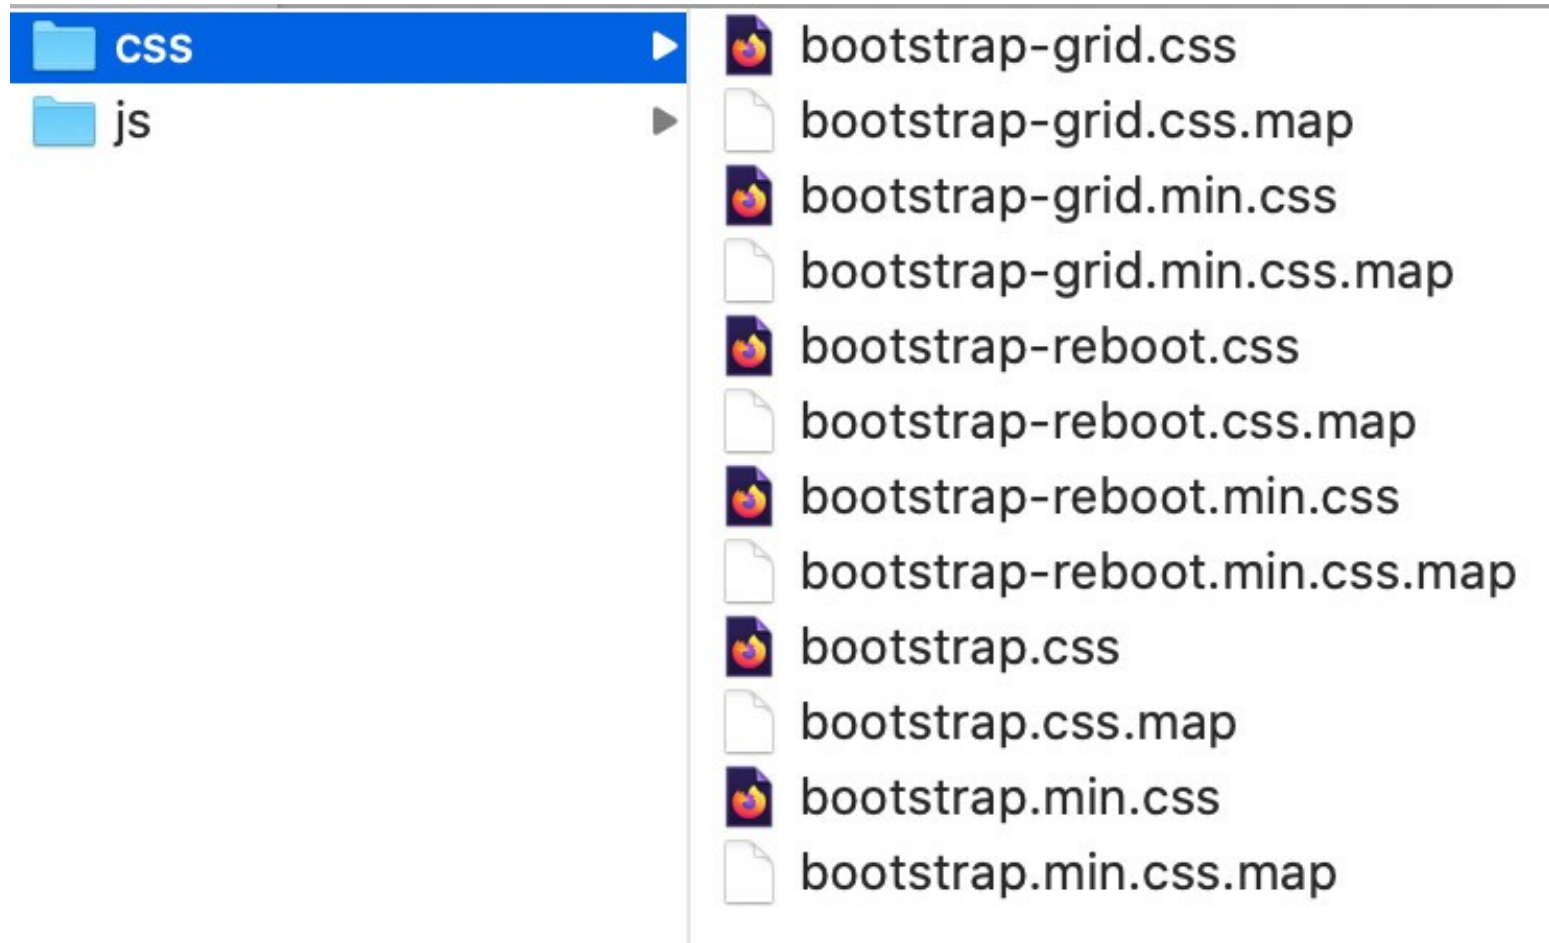 css
js
bootstrap-grid.css
bootstrap-grid.css.map
bootstrap-grid.min.css
bootstrap-grid.min.css.map
bootstrap-reboot.css
bootstrap-reboot.css.map
bootstrap-reboot.min.css
bootstrap-reboot.min.css.map
bootstrap.css
bootstrap.css.map
bootstrap.min.css
bootstrap.min.css.map